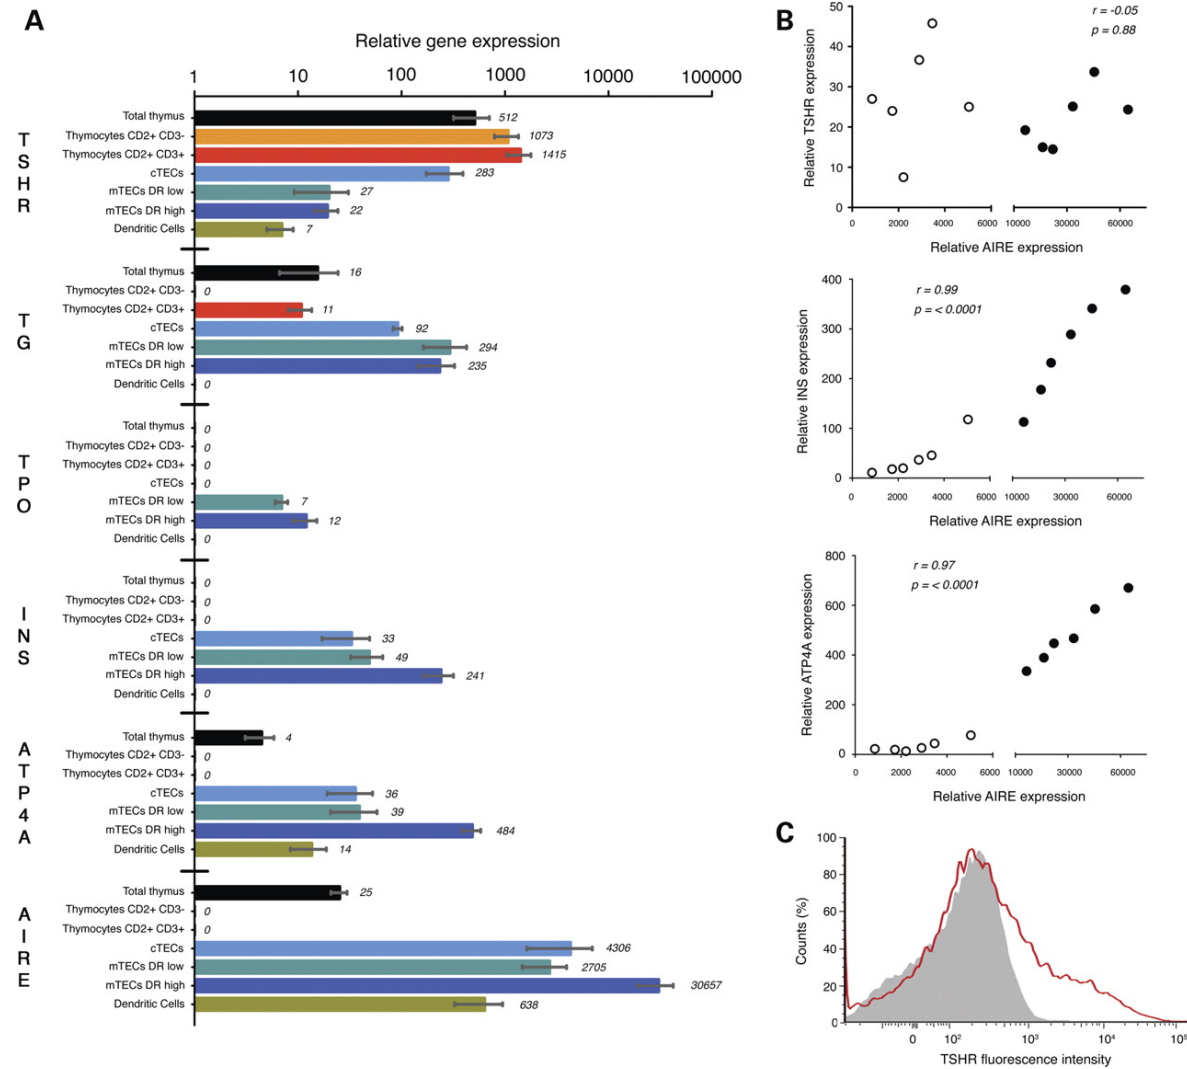 A
Relative gene expression
1 10 100 1000 10000 100000
TSHR
Total thymus 512
Thymocytes CD2+ CD3- 1073
Thymocytes CD2+ CD3+ 1415
cTECs 283
mTECs DR low 27
mTECs DR high 22
Dendritic Cells 7
TG
Total thymus 16
Thymocytes CD2+ CD3- 0
Thymocytes CD2+ CD3+ 11
cTECs 92
mTECs DR low 294
mTECs DR high 235
Dendritic Cells 0
TPO
Total thymus 0
Thymocytes CD2+ CD3- 0
Thymocytes CD2+ CD3+ 0
cTECs 0
mTECs DR low 7
mTECs DR high 12
Dendritic Cells 0
INS
Total thymus 0
Thymocytes CD2+ CD3- 0
Thymocytes CD2+ CD3+ 0
cTECs 33
mTECs DR low 49
mTECs DR high 241
Dendritic Cells 0
ATP4A
Total thymus 4
Thymocytes CD2+ CD3- 0
Thymocytes CD2+ CD3+ 0
cTECs 36
mTECs DR low 39
mTECs DR high 484
Dendritic Cells 14
AIRE
Total thymus 25
Thymocytes CD2+ CD3- 0
Thymocytes CD2+ CD3+ 0
cTECs 4306
mTECs DR low 2705
mTECs DR high 30657
Dendritic Cells 638
B
r = -0.05
p = 0.88
Relative TSHR expression
50
40
30
20
10
0
0 2000 4000 6000 10000 30000 60000
Relative AIRE expression
r = 0.99
p = < 0.0001
Relative INS expression
400
300
200
100
0
0 2000 4000 6000 10000 30000 60000
Relative AIRE expression
r = 0.97
p = < 0.0001
Relative ATP4A expression
800
600
400
200
0
0 2000 4000 6000 10000 30000 60000
Relative AIRE expression
C
Counts (%)
100
80
60
40
20
0
0 10² 10³ 10⁴ 10⁵
TSHR fluorescence intensity